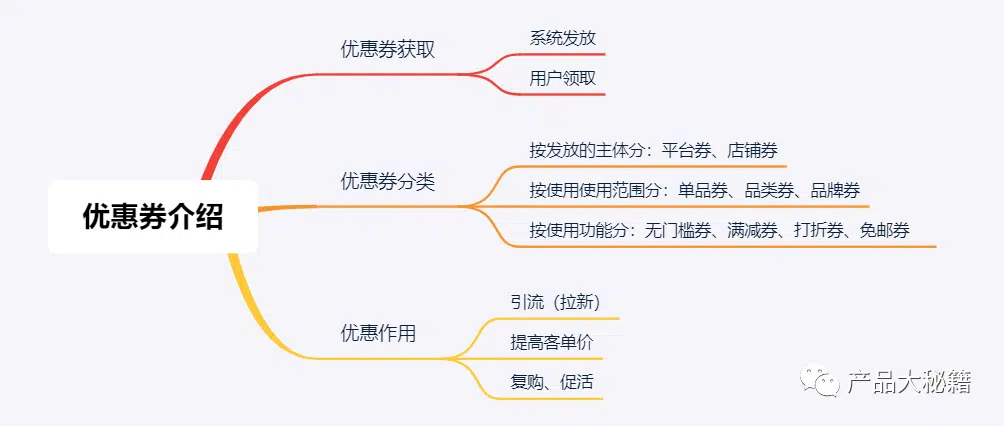 优惠券介绍
优惠券获取
系统发放
用户领取
优惠券分类
按发放的主体分：平台券、店铺券
按使用使用范围分：单品券、品类券、品牌券
按使用功能分：无门槛券、满减券、打折券、免邮券
优惠作用
引流（拉新）
提高客单价
复购、促活
产品大秘籍